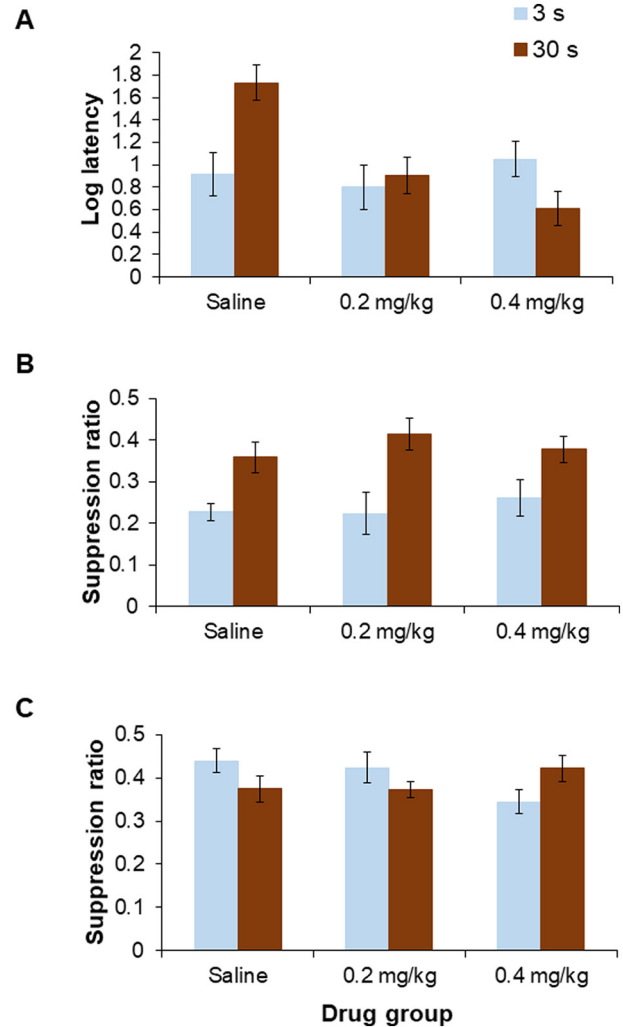 A
3 s
30 s
Log latency
2
1.8
1.6
1.4
1.2
1
0.8
0.6
0.4
0.2
0
Saline 0.2 mg/kg 0.4 mg/kg
B
Suppression ratio
0.5
0.4
0.3
0.2
0.1
0
Saline 0.2 mg/kg 0.4 mg/kg
C
Suppression ratio
0.5
0.4
0.3
0.2
0.1
0
Saline 0.2 mg/kg 0.4 mg/kg
Drug group